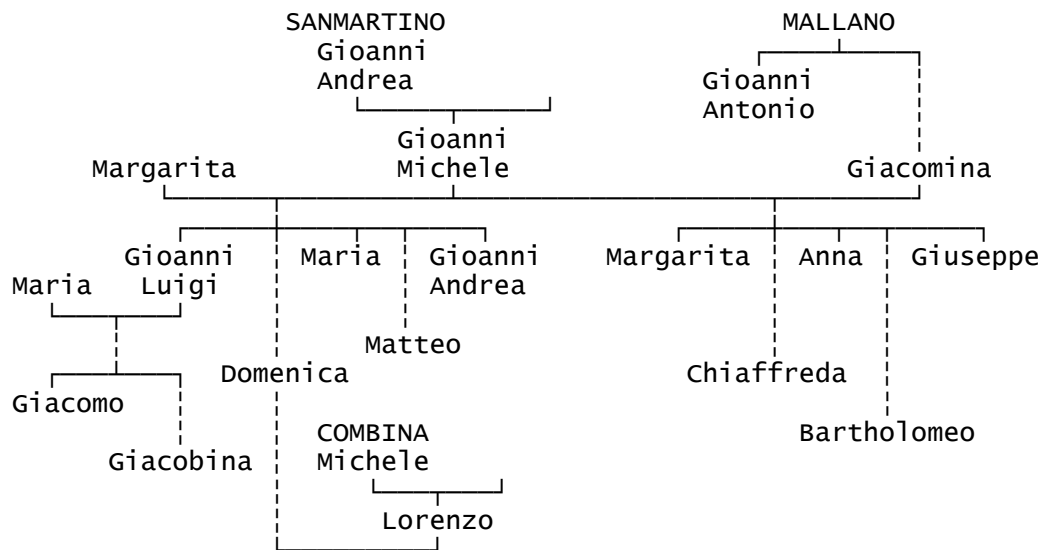 SANMARTINO MALLANO
Gioanni
Andrea Gioanni
Antonio
Gioanni
Margarita Michele Giacomina
Gioanni Maria Gioanni Margarita Anna Giuseppe
Maria Luigi Andrea
Matteo
Domenica Chiaffreda
Giacomo
COMBINA Bartholomeo
Giacobina Michele
Lorenzo